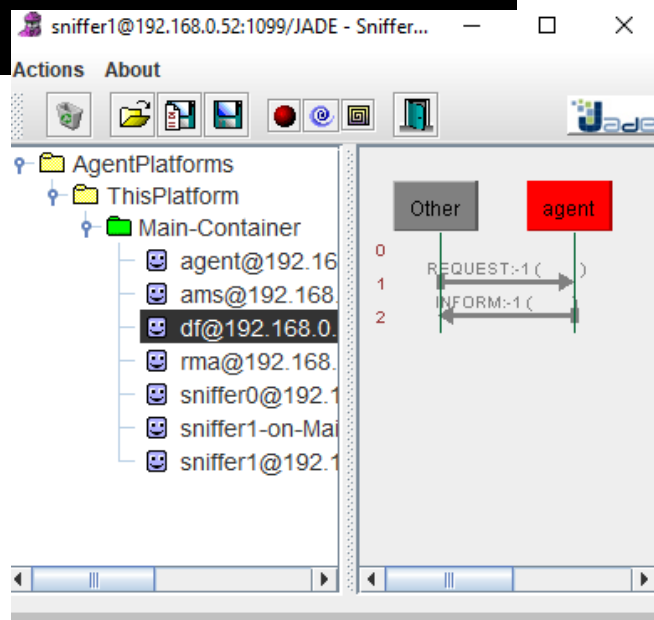 sniffer1@192.168.0.52:1099/JADE - Sniffer...
Actions About
Jade
AgentPlatforms
ThisPlatform
Main-Container
agent@192.16
ams@192.168.
df@192.168.0.
rma@192.168.
sniffer0@192.1
sniffer1-on-Mai
sniffer1@192.1
Other agent
0
REQUEST:-1 ( )
1
INFORM:-1 (
2